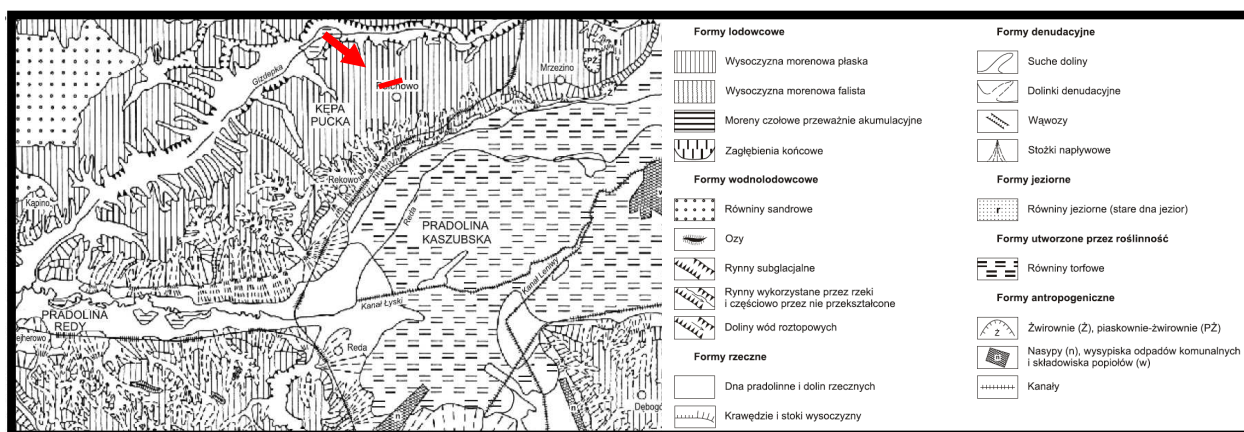 Gizdepka
Mrzezino
PŻ
KĘPA
PUCKA
Ż
Rekowo
Kąpino
Reda
PRADOLINA
KASZUBSKA
Kanał Leniwy
Kanał Łyski
PRADOLINA
REDY
Reda
n
n
Formy lodowcowe
Wysoczyzna morenowa płaska
Wysoczyzna morenowa falista
Moreny czołowe przeważnie akumulacyjne
Zagłębienia końcowe
Formy wodnolodowcowe
Równiny sandrowe
Ozy
Rynny subglacjalne
Rynny wykorzystane przez rzeki
i częściowo przez nie przekształcone
Doliny wód roztopowych
Formy rzeczne
Dna pradolinne i dolin rzecznych
Krawędzie i stoki wysoczyzny
Formy denudacyjne
Suche doliny
Dolinki denudacyjne
Wąwozy
Stożki napływowe
Formy jeziorne
r
Równiny jeziorne (stare dna jezior)
Formy utworzone przez roślinność
Równiny torfowe
Formy antropogeniczne
Ż
Żwirownie (Ż), piaskownie-żwirownie (PŻ)
n
Nasypy (n), wysypiska odpadów komunalnych
i składowiska popiołów (w)
Kanały